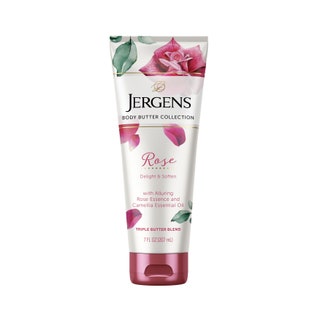 JERGENS
BODY BUTTER COLLECTION
Rose
Delight & Soften
with Alluring
Rose Essence and
Camellia Essential Oil
TRIPLE BUTTER BLEND
7 FL OZ (207 mL)